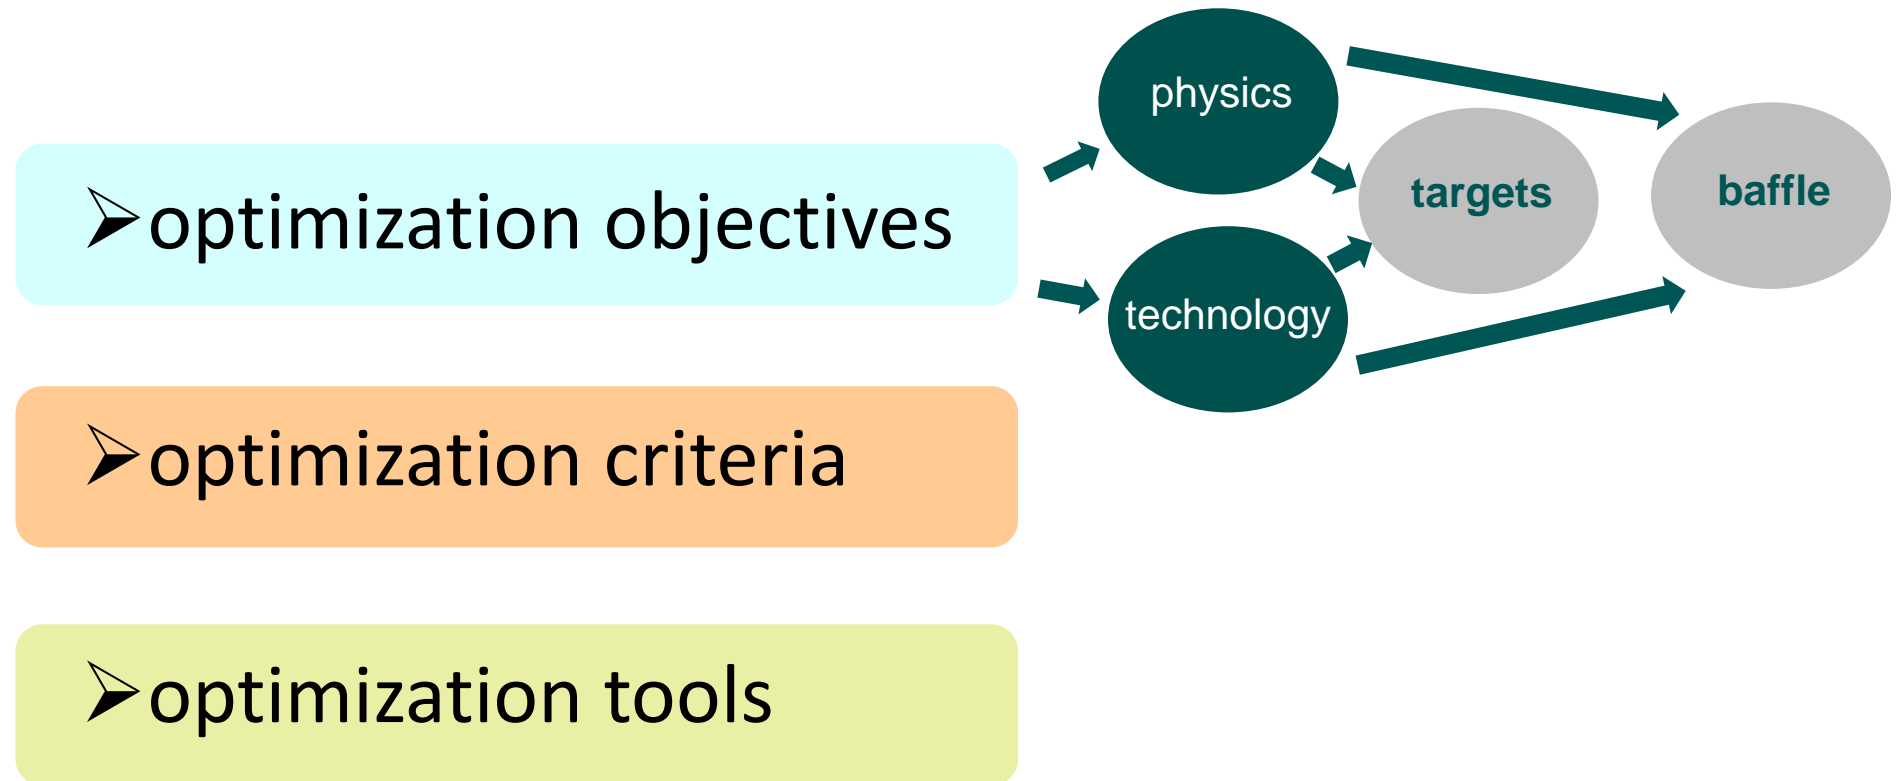 ➢optimization objectives
physics
technology
targets
baffle
➢optimization criteria
➢optimization tools